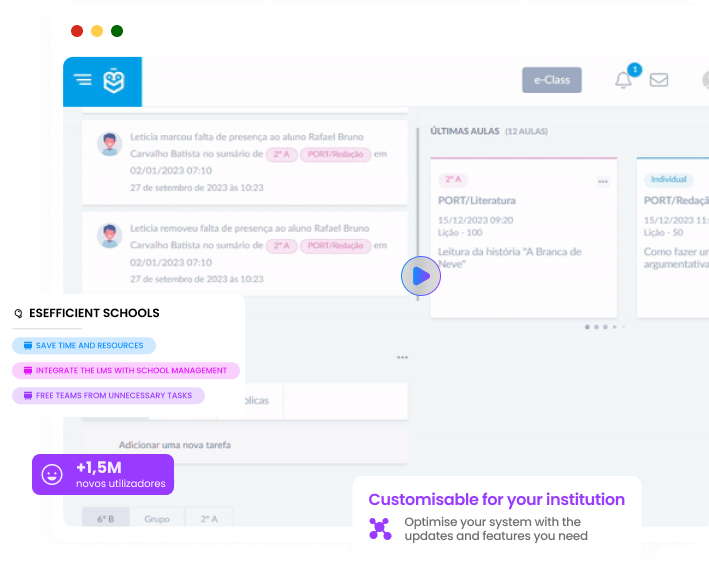 e-Class
1
Leticia marcou falta de presença ao aluno Rafael Bruno
Carvalho Batista no sumário de 2º A PORT/Redação em
02/01/2023 07:10
27 de setembro de 2023 às 10:23
Leticia removeu falta de presença ao aluno Rafael Bruno
Carvalho Batista no sumário de 2º A PORT/Redação em
02/01/2023 07:10
27 de setembro de 2023 às 10:23
ÚLTIMAS AULAS (12 AULAS)
2º A
PORT/Literatura
15/12/2023 09:20
Lição - 100
Leitura da história "A Branca de
Neve"
Individual
PORT/Redaçã
15/12/2023 11:
Lição - 50
Como fazer um
argumentativa
ESEFFICIENT SCHOOLS
SAVE TIME AND RESOURCES
INTEGRATE THE LMS WITH SCHOOL MANAGEMENT
FREE TEAMS FROM UNNECESSARY TASKS
blicas
Adicionar uma nova tarefa
+1,5M
novos utilizadores
6º B Grupo 2º A
Customisable for your institution
Optimise your system with the
updates and features you need